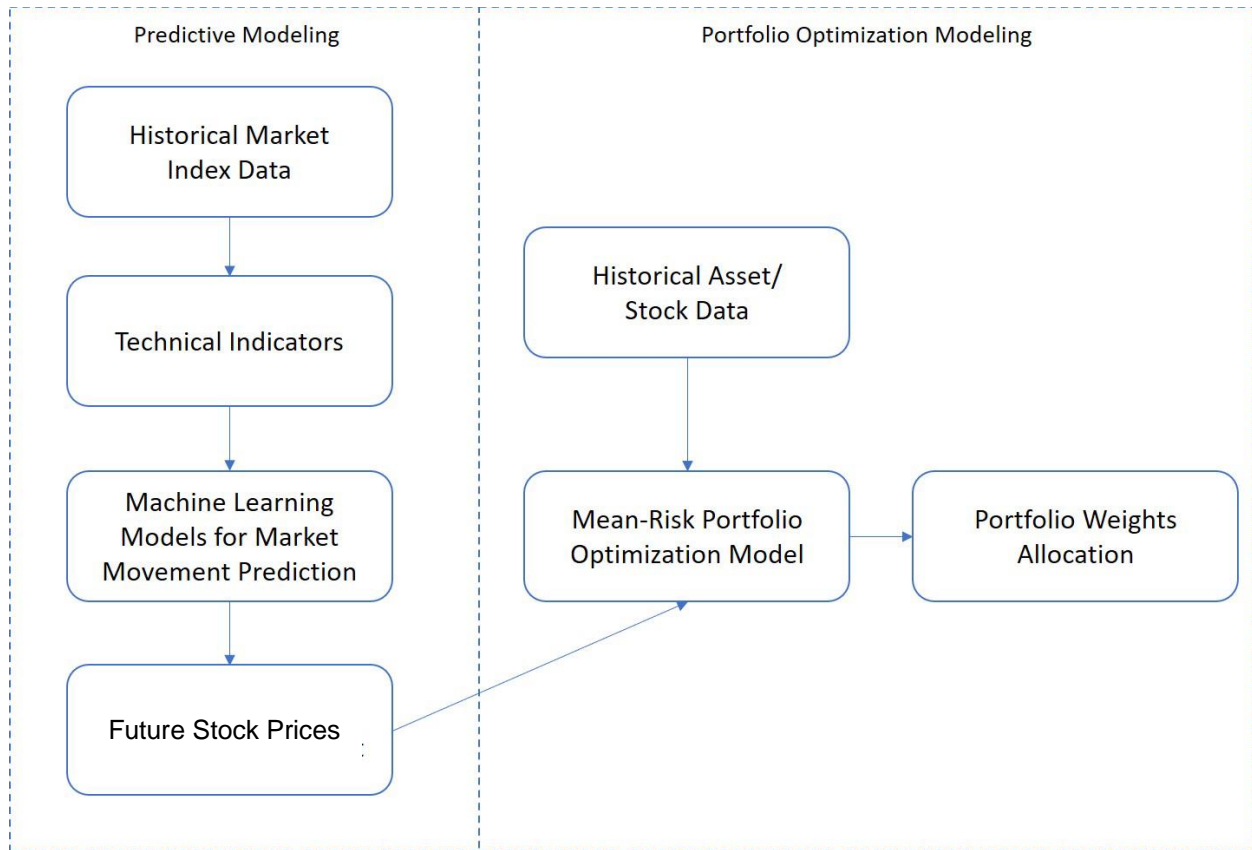 Predictive Modeling
Historical Market
Index Data
Technical Indicators
Machine Learning
Models for Market
Movement Prediction
Future Stock Prices
Portfolio Optimization Modeling
Historical Asset/
Stock Data
Mean-Risk Portfolio
Optimization Model
Portfolio Weights
Allocation